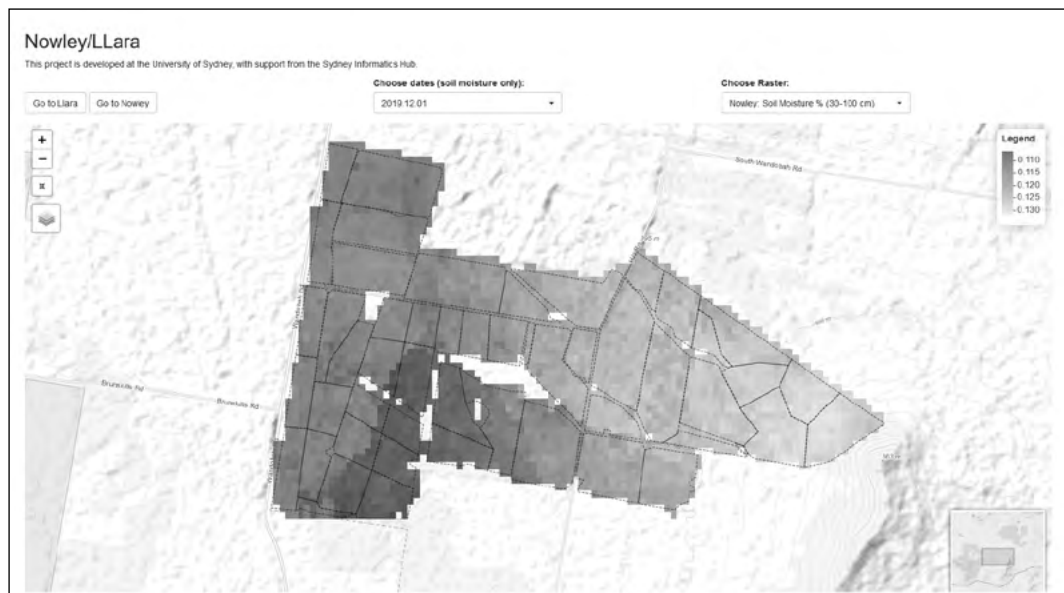 Nowley/LLara
This project is developed at the University of Sydney, with support from the Sydney Informatics Hub.
Choose dates (soil moisture only):
Choose Raster:
Go to Llara
Go to Nowley
2019.12.01
Nowley: Soil Moisture % (30-100 cm)
+
−
Legend
0.110
0.115
0.120
0.125
0.130
South Wandobah Rd
Brunskills Rd
Brunskills Rd